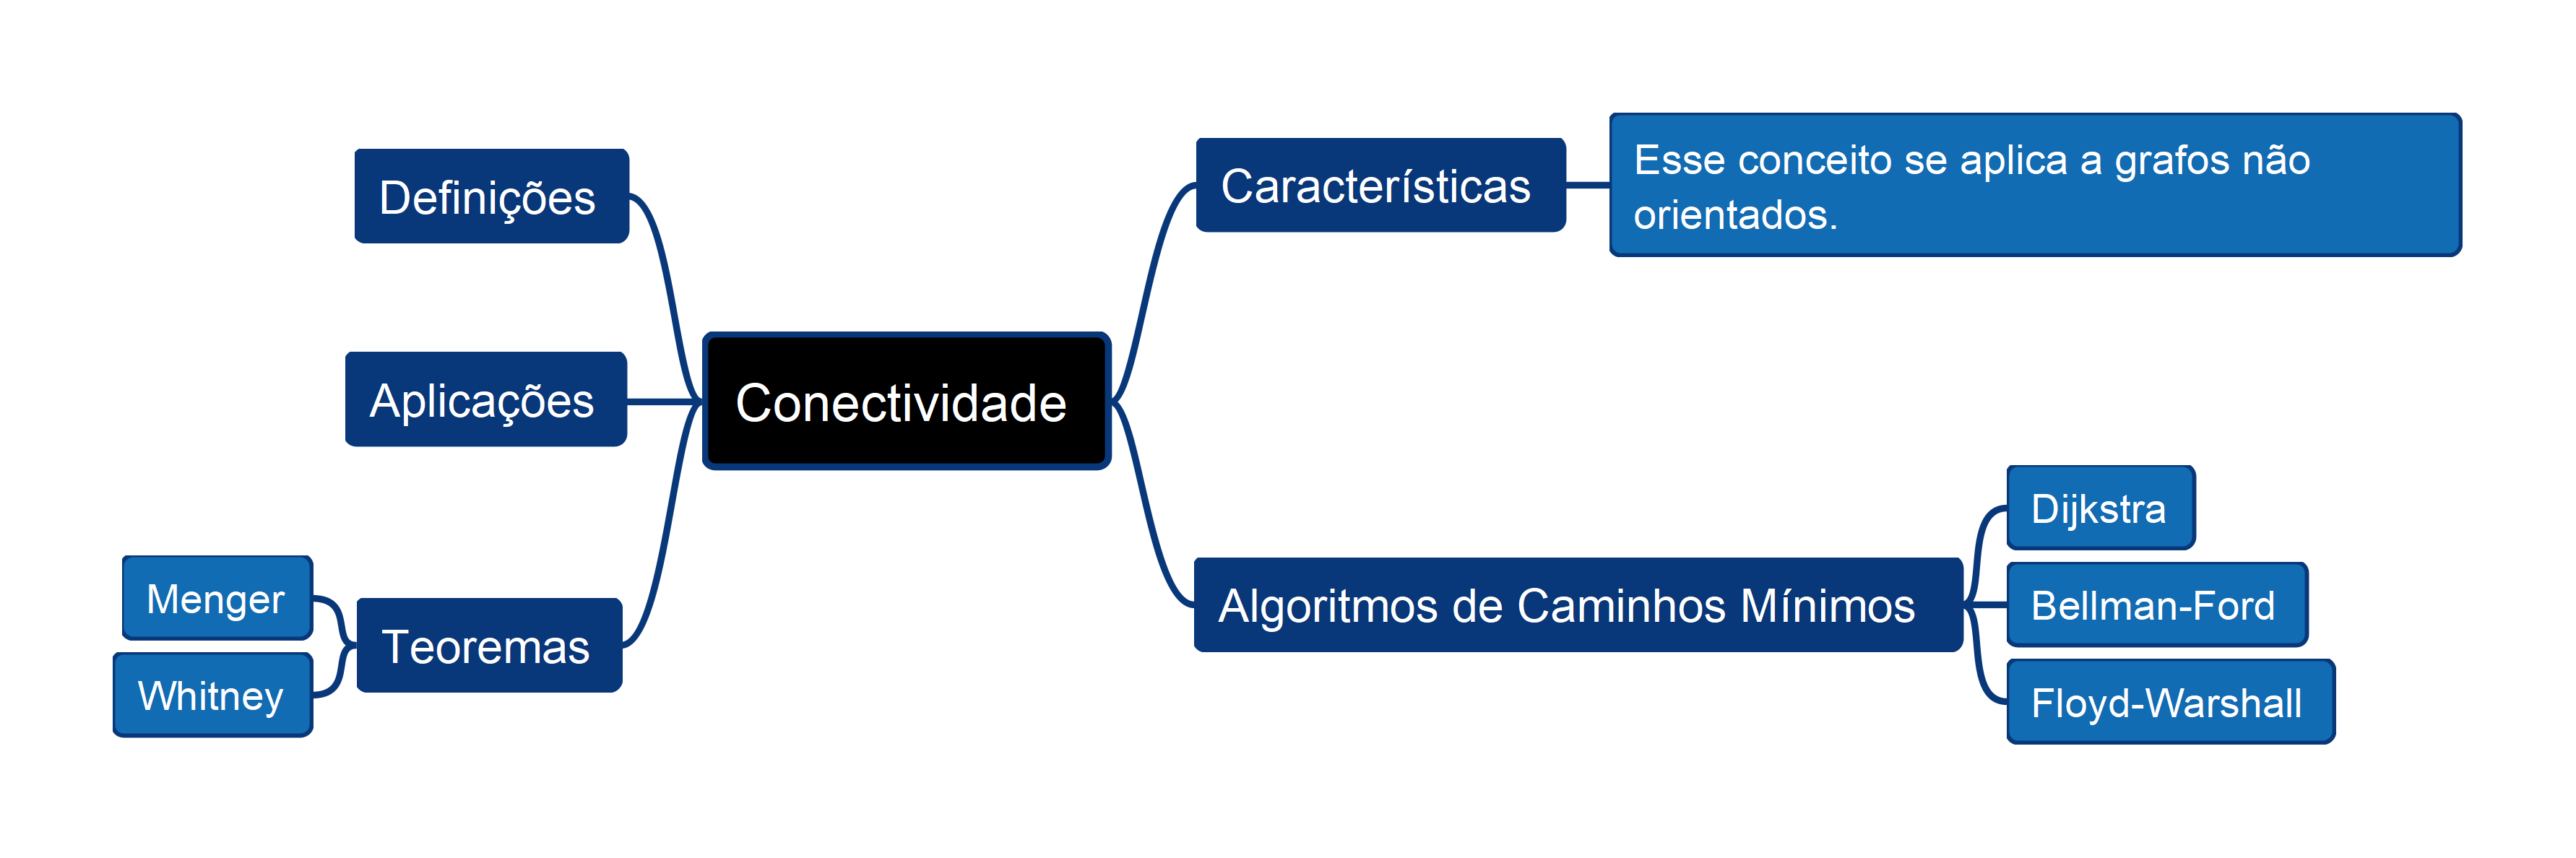 Definições
Aplicações
Teoremas
Menger
Whitney
Conectividade
Características
Esse conceito se aplica a grafos não
orientados.
Algoritmos de Caminhos Mínimos
Dijkstra
Bellman-Ford
Floyd-Warshall